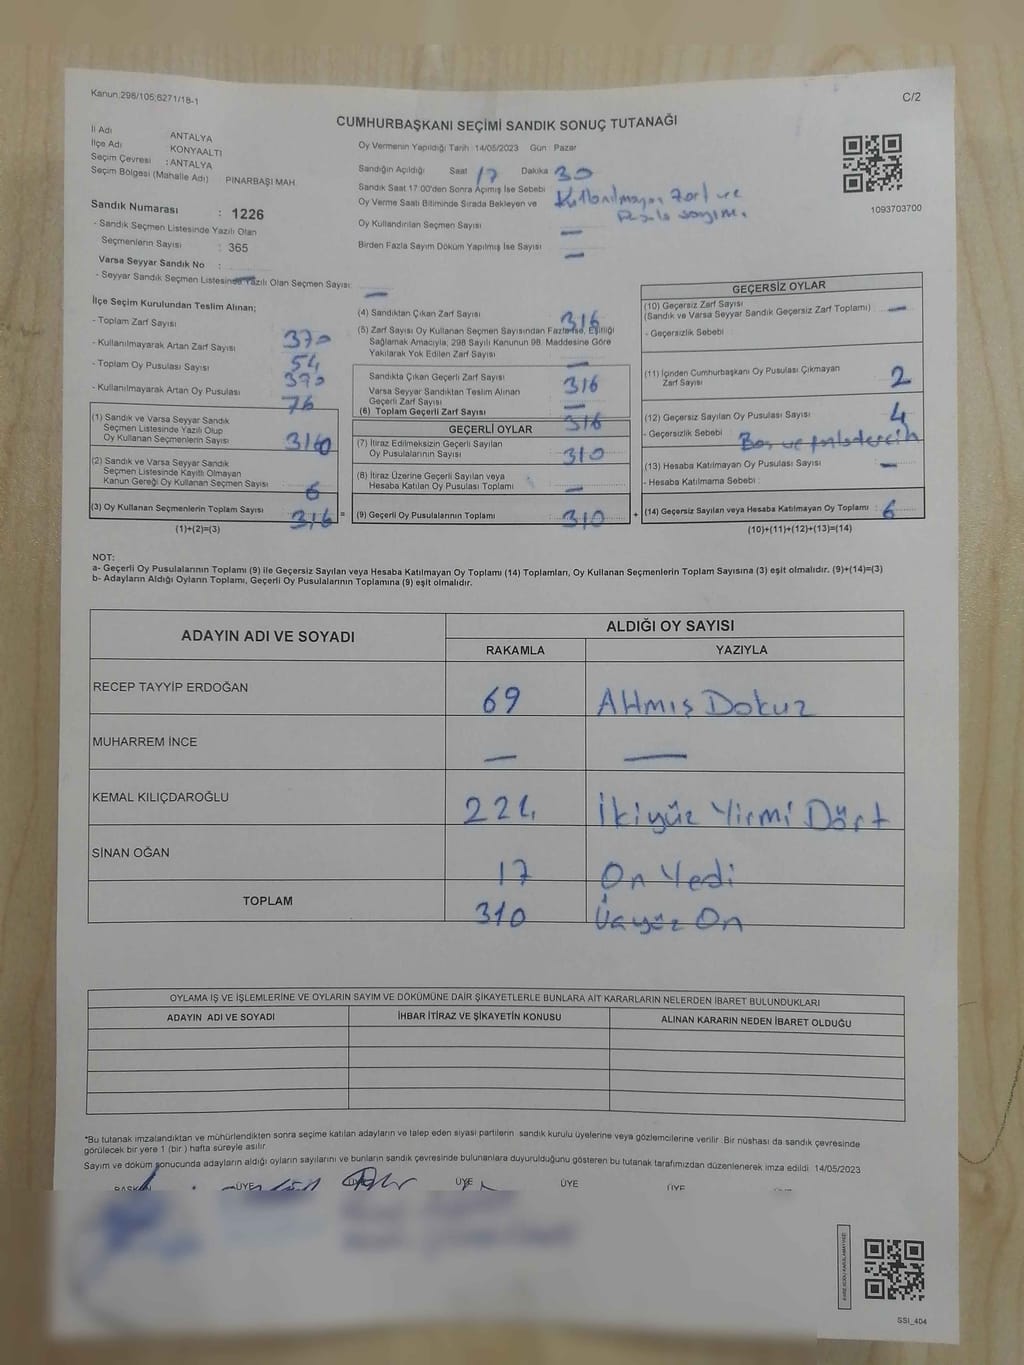 Kanun:298/105,6271/18-1
C/2
CUMHURBAŞKANI SEÇİMİ SANDIK SONUÇ TUTANAĞI
İl Adı ANTALYA
İlçe Adı KONYAALTI
Seçim Çevresi : ANTALYA
Seçim Bölgesi (Mahalle Adı) PINARBAŞI MAH.
Sandık Numarası : 1226
- Sandık Seçmen Listesinde Yazılı Olan
Seçmenlerin Sayısı : 365
Varsa Seyyar Sandık No :
- Seyyar Sandık Seçmen Listesinde Yazılı Olan Seçmen Sayısı: —
Oy Vermenin Yapıldığı Tarih :14/05/2023 Gün : Pazar
Sandığın Açıldığı Saat 17 Dakika 30
Sandık Saat 17:00'den Sonra Açılmış İse Sebebi Kullanılmayan Zarf ve
Oy Verme Saati Bitiminde Sırada Bekleyen ve Pusula sayımı
Oy Kullandırılan Seçmen Sayısı —
Birden Fazla Sayım Döküm Yapılmış İse Sayısı —
1093703700
İlçe Seçim Kurulundan Teslim Alınan;
- Toplam Zarf Sayısı 370
- Kullanılmayarak Artan Zarf Sayısı 54
- Toplam Oy Pusulası Sayısı 370
- Kullanılmayarak Artan Oy Pusulası 76
(1) Sandık ve Varsa Seyyar Sandık
Seçmen Listesinde Yazılı Olup
Oy Kullanan Seçmenlerin Sayısı 310
(2) Sandık ve Varsa Seyyar Sandık
Seçmen Listesinde Kayıtlı Olmayan
Kanun Gereği Oy Kullanan Seçmen Sayısı 6
(3) Oy Kullanan Seçmenlerin Toplam Sayısı 316 =
(1)+(2)=(3)
(4) Sandıktan Çıkan Zarf Sayısı 316
(5) Zarf Sayısı Oy Kullanan Seçmen Sayısından Fazla İse, Eşitliği
Sağlamak Amacıyla, 298 Sayılı Kanunun 98. Maddesine Göre
Yakılarak Yok Edilen Zarf Sayısı —
Sandıkta Çıkan Geçerli Zarf Sayısı 316
Varsa Seyyar Sandıktan Teslim Alınan
Geçerli Zarf Sayısı —
(6) Toplam Geçerli Zarf Sayısı 316
GEÇERLİ OYLAR
(7) İtiraz Edilmeksizin Geçerli Sayılan
Oy Pusulalarının Sayısı 310
(8) İtiraz Üzerine Geçerli Sayılan veya
Hesaba Katılan Oy Pusulası Toplamı —
(9) Geçerli Oy Pusulalarının Toplamı 310 +
GEÇERSİZ OYLAR
(10) Geçersiz Zarf Sayısı
(Sandık ve Varsa Seyyar Sandık Geçersiz Zarf Toplamı) —
- Geçersizlik Sebebi
(11) İçinden Cumhurbaşkanı Oy Pusulası Çıkmayan
Zarf Sayısı 2
(12) Geçersiz Sayılan Oy Pusulası Sayısı 4
- Geçersizlik Sebebi Boş ve
(13) Hesaba Katılmayan Oy Pusulası Sayısı —
- Hesaba Katılmama Sebebi :
(14) Geçersiz Sayılan veya Hesaba Katılmayan Oy Toplamı : 6
(10)+(11)+(12)+(13)=(14)
NOT:
a- Geçerli Oy Pusulalarının Toplamı (9) ile Geçersiz Sayılan veya Hesaba Katılmayan Oy Toplamı (14) Toplamları, Oy Kullanan Seçmenlerin Toplam Sayısına (3) eşit olmalıdır. (9)+(14)=(3)
b- Adayların Aldığı Oyların Toplamı, Geçerli Oy Pusulalarının Toplamına (9) eşit olmalıdır.
ADAYIN ADI VE SOYADI ALDIĞI OY SAYISI
RAKAMLA YAZIYLA
RECEP TAYYİP ERDOĞAN 69 Altmış Dokuz
MUHARREM İNCE — —
KEMAL KILIÇDAROĞLU 224 İkiyüz Yirmi Dört
SİNAN OĞAN 17 On Yedi
TOPLAM 310 Üçyüz On
OYLAMA İŞ VE İŞLEMLERİNE VE OYLARIN SAYIM VE DÖKÜMÜNE DAİR ŞİKAYETLERLE BUNLARA AİT KARARLARIN NELERDEN İBARET BULUNDUKLARI
ADAYIN ADI VE SOYADI İHBAR İTİRAZ VE ŞİKAYETİN KONUSU ALINAN KARARIN NEDEN İBARET OLDUĞU
*Bu tutanak imzalandıktan ve mühürlendikten sonra seçime katılan adayların ve talep eden siyasi partilerin sandık kurulu üyelerine veya gözlemcilerine verilir. Bir nüshası da sandık çevresinde
görülecek bir yere 1 (bir) hafta süreyle asılır.
Sayım ve döküm sonucunda adayların aldığı oyların sayılarını ve bunların sandık çevresinde bulunanlara duyurulduğunu gösteren bu tutanak tarafımızdan düzenlenerek imza edildi. 14/05/2023
ÜYE ÜYE ÜYE ÜYE
SSI_404